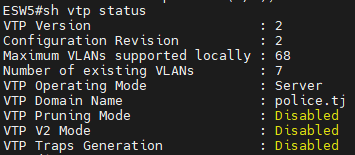 ESW5#sh vtp status
VTP Version : 2
Configuration Revision : 2
Maximum VLANs supported locally : 68
Number of existing VLANs : 7
VTP Operating Mode : Server
VTP Domain Name : police.tj
VTP Pruning Mode : Disabled
VTP V2 Mode : Disabled
VTP Traps Generation : Disabled